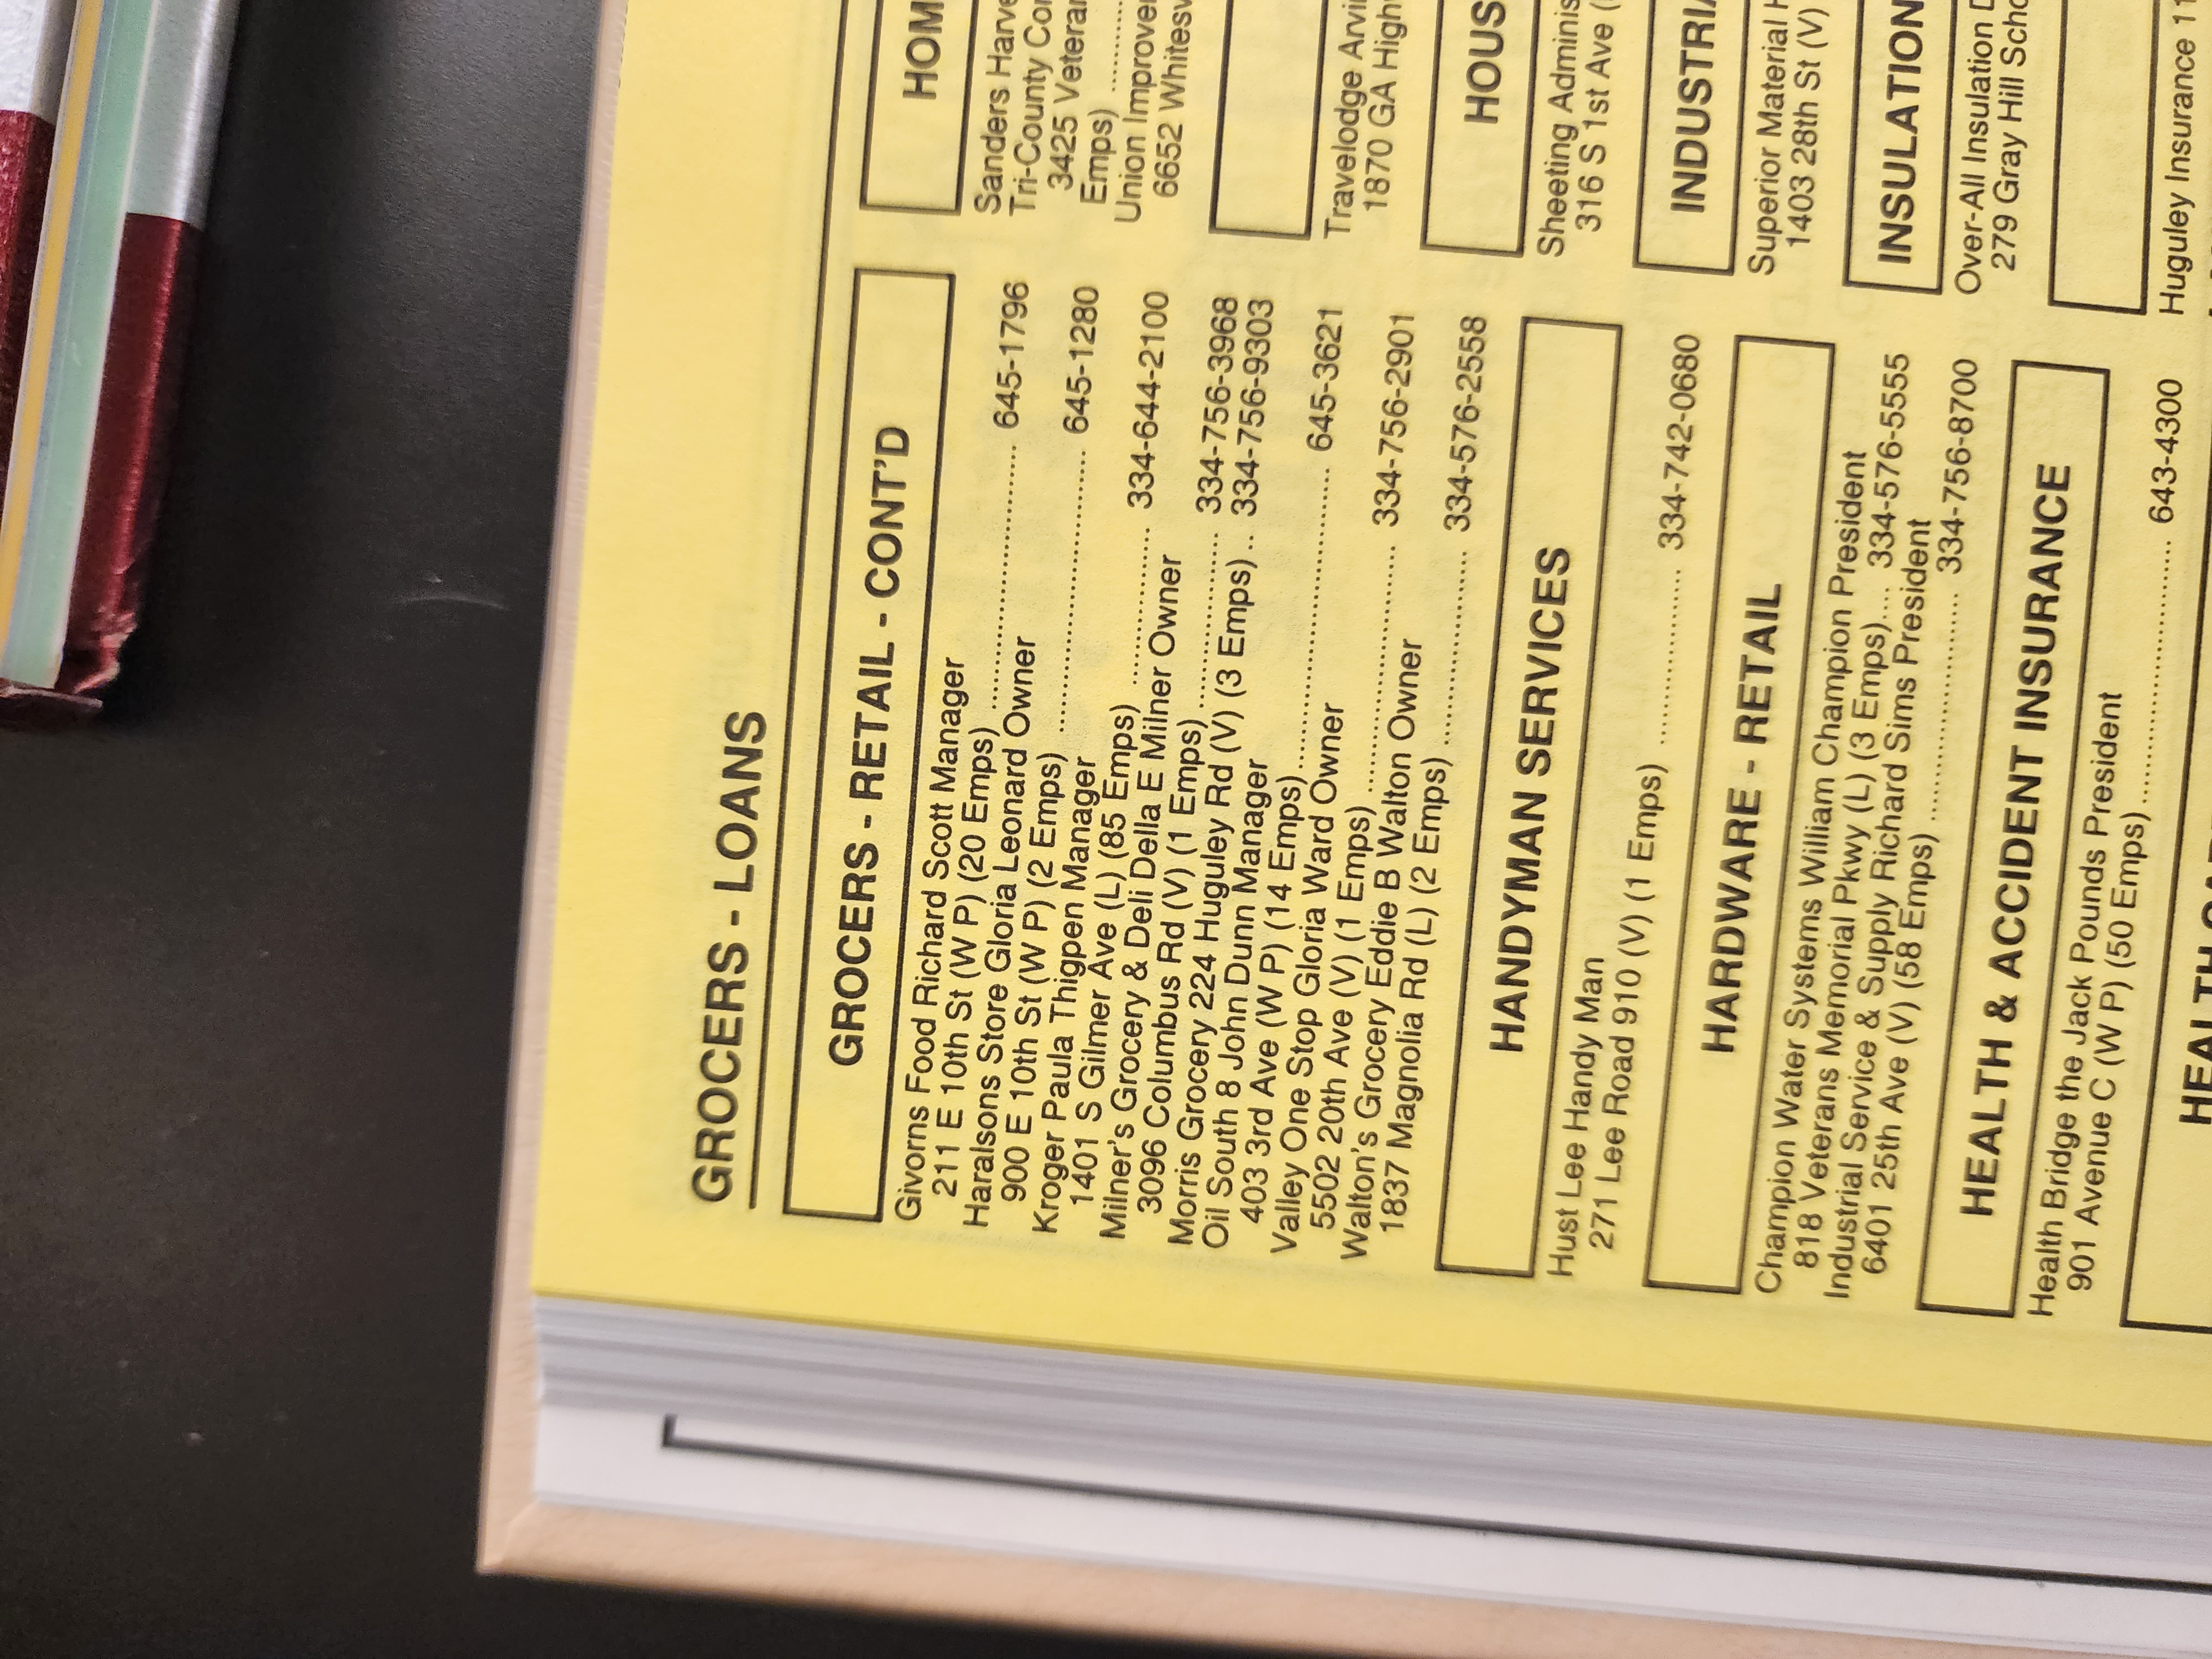 GROCERS - LOANS
GROCERS - RETAIL - CONT'D
Givorns Food Richard Scott Manager
211 E 10th St (W P) (20 Emps) .................... 645-1796
Haralsons Store Gloria Leonard Owner
900 E 10th St (W P) (2 Emps) ..................... 645-1280
Kroger Paula Thigpen Manager
1401 S Gilmer Ave (L) (85 Emps) ............ 334-644-2100
Milner's Grocery & Deli Della E Milner Owner
3096 Columbus Rd (V) (1 Emps) ............. 334-756-3968
Morris Grocery 224 Huguley Rd (V) (3 Emps) .. 334-756-9303
Oil South 8 John Dunn Manager
403 3rd Ave (W P) (14 Emps) ...................... 645-3621
Valley One Stop Gloria Ward Owner
5502 20th Ave (V) (1 Emps) .................. 334-756-2901
Walton's Grocery Eddie B Walton Owner
1837 Magnolia Rd (L) (2 Emps) .............. 334-576-2558
HANDYMAN SERVICES
Hust Lee Handy Man
271 Lee Road 910 (V) (1 Emps) ............. 334-742-0680
HARDWARE - RETAIL
Champion Water Systems William Champion President
818 Veterans Memorial Pkwy (L) (3 Emps) .... 334-576-5555
Industrial Service & Supply Richard Sims President
6401 25th Ave (V) (58 Emps) ................. 334-756-8700
HEALTH & ACCIDENT INSURANCE
Health Bridge the Jack Pounds President
901 Avenue C (W P) (50 Emps) .................... 643-4300
HOM
Sanders Harve
Tri-County Co
3425 Veteran
Emps) ........
Union Improve
6652 Whitesv
Travelodge Arvi
1870 GA High
HOUS
Sheeting Adminis
316 S 1st Ave (
INDUSTRI
Superior Material H
1403 28th St (V)
INSULATION
Over-All Insulation
279 Gray Hill Scho
Huguley Insurance 11